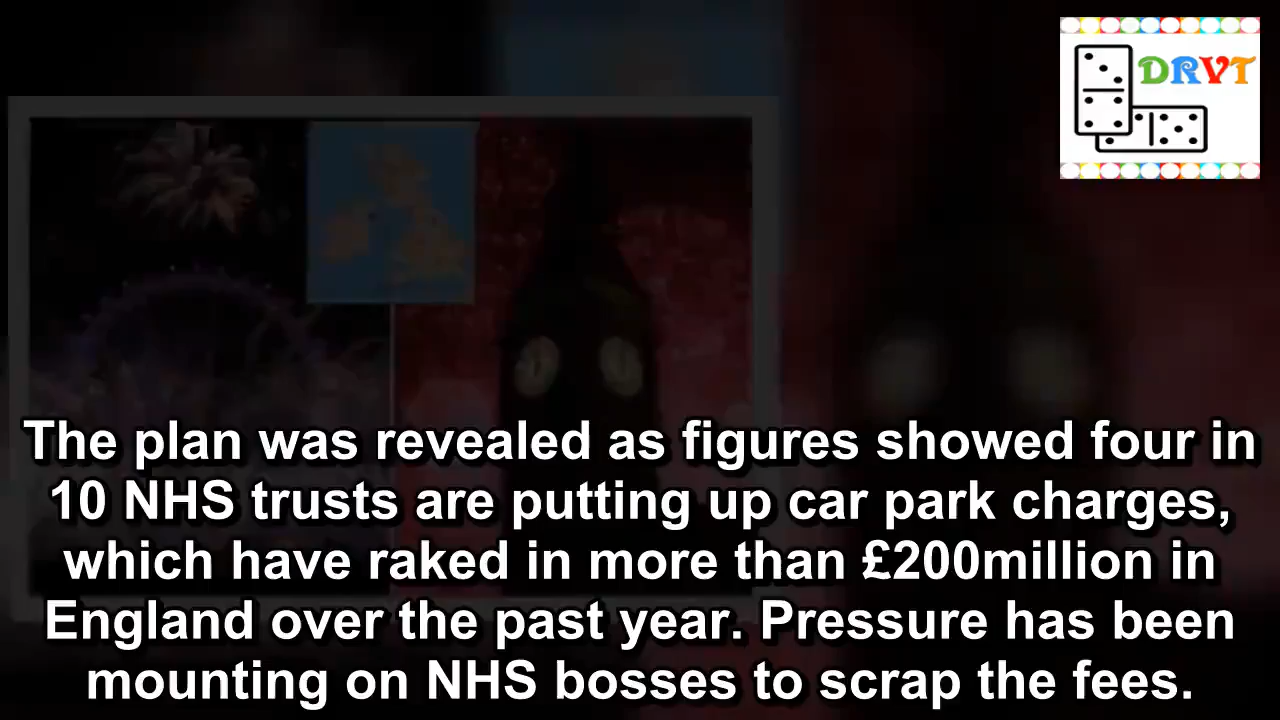 DRVT
The plan was revealed as figures showed four in
10 NHS trusts are putting up car park charges,
which have raked in more than £200million in
England over the past year. Pressure has been
mounting on NHS bosses to scrap the fees.